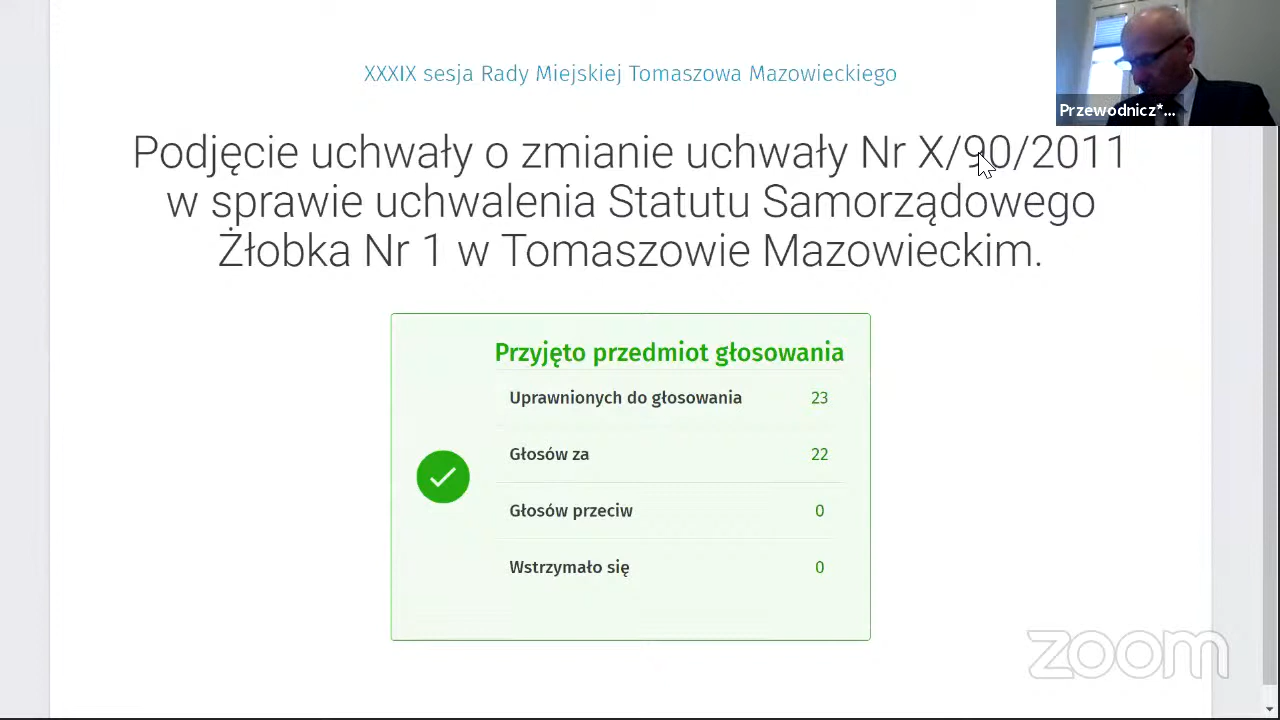 XXXIX sesja Rady Miejskiej Tomaszowa Mazowieckiego
Przewodnicz*...
Podjęcie uchwały o zmianie uchwały Nr X/90/2011
w sprawie uchwalenia Statutu Samorządowego
Żłobka Nr 1 w Tomaszowie Mazowieckim.
Przyjęto przedmiot głosowania
Uprawnionych do głosowania 23
Głosów za 22
Głosów przeciw 0
Wstrzymało się 0
zoom